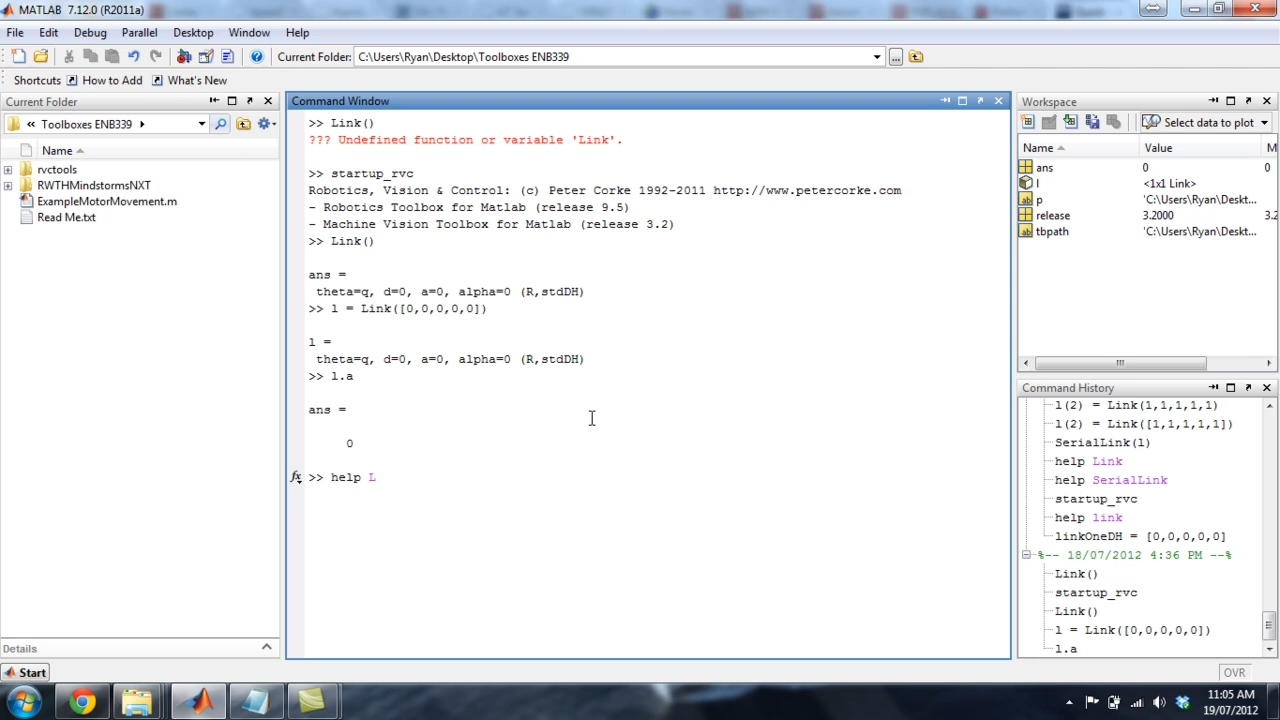 MATLAB 7.12.0 (R2011a)
File Edit Debug Parallel Desktop Window Help
Current Folder: C:\Users\Ryan\Desktop\Toolboxes ENB339
Shortcuts How to Add What's New
Current Folder
« Toolboxes ENB339
Name
rvctools
RWTHMindstormsNXT
ExampleMotorMovement.m
Read Me.txt
Details
Command Window
>> Link()
??? Undefined function or variable 'Link'.
>> startup_rvc
Robotics, Vision & Control: (c) Peter Corke 1992-2011 http://www.petercorke.com
- Robotics Toolbox for Matlab (release 9.5)
- Machine Vision Toolbox for Matlab (release 3.2)
>> Link()
ans =
theta=q, d=0, a=0, alpha=0 (R,stdDH)
>> l = Link([0,0,0,0,0])
l =
theta=q, d=0, a=0, alpha=0 (R,stdDH)
>> l.a
ans =
0
fx >> help L
Workspace
Select data to plot
Name Value M
ans 0 0
l <1x1 Link>
p 'C:\Users\Ryan\Deskt...
release 3.2000 3.2
tbpath 'C:\Users\Ryan\Deskt...
Command History
l(2) = Link(1,1,1,1,1)
l(2) = Link([1,1,1,1,1])
SerialLink(l)
help Link
help SerialLink
startup_rvc
help link
linkOneDH = [0,0,0,0,0]
%-- 18/07/2012 4:36 PM --%
Link()
startup_rvc
Link()
l = Link([0,0,0,0,0])
l.a
Start
OVR
11:05 AM
19/07/2012